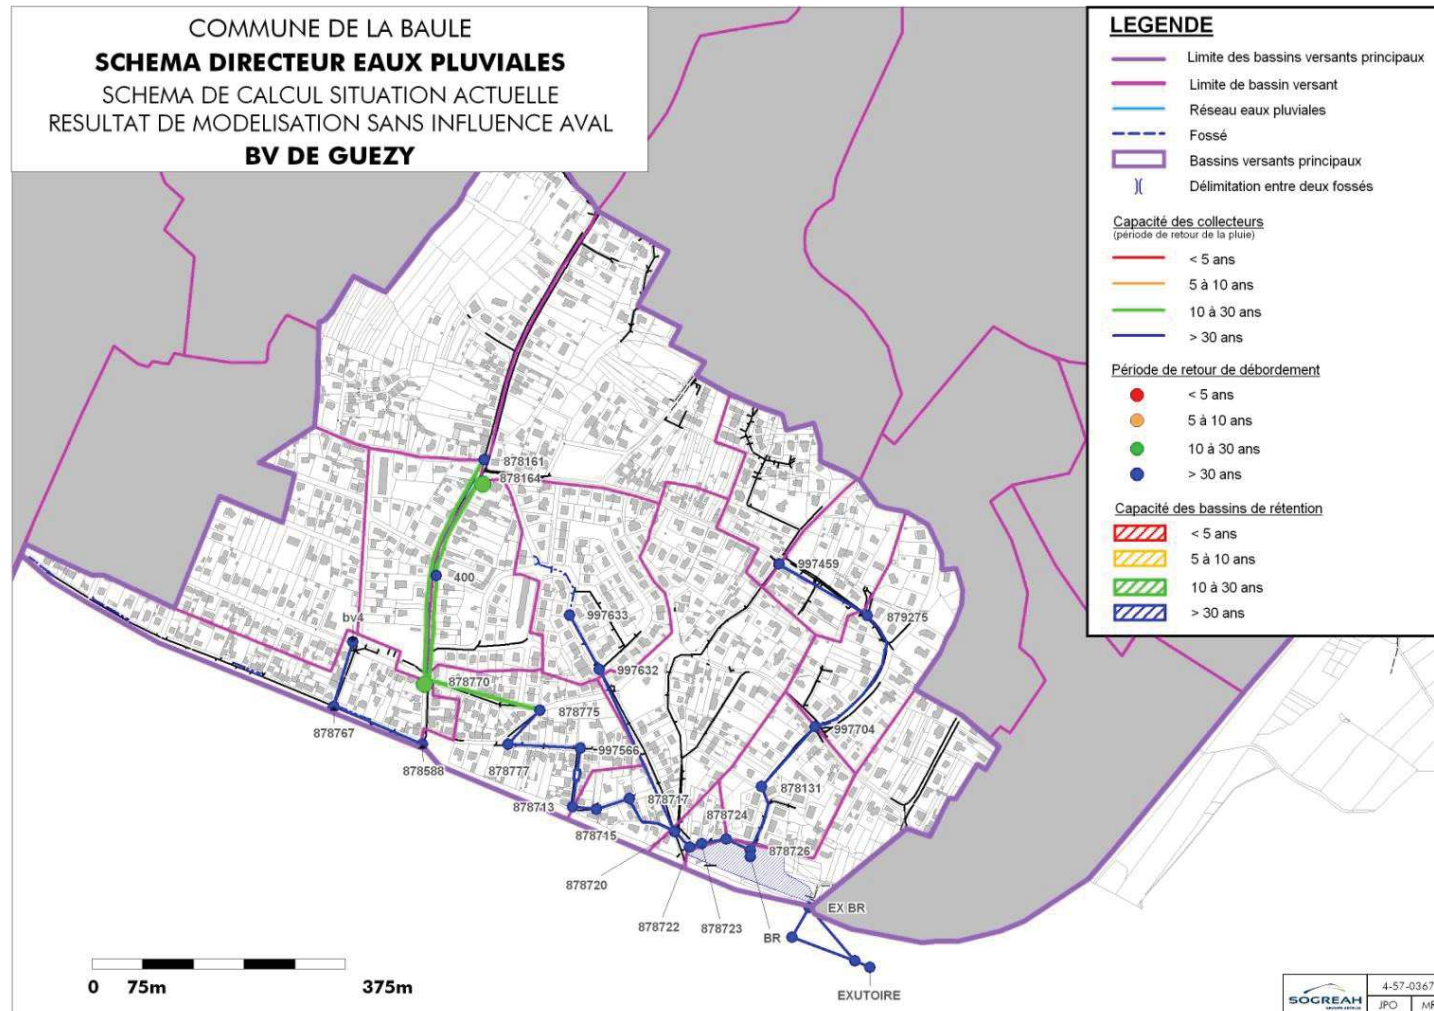 COMMUNE DE LA BAULE
SCHEMA DIRECTEUR EAUX PLUVIALES
SCHEMA DE CALCUL SITUATION ACTUELLE
RESULTAT DE MODELISATION SANS INFLUENCE AVAL
BV DE GUEZY
LEGENDE
Limite des bassins versants principaux
Limite de bassin versant
Réseau eaux pluviales
Fossé
Bassins versants principaux
Délimitation entre deux fossés
Capacité des collecteurs
(période de retour de la pluie)
< 5 ans
5 à 10 ans
10 à 30 ans
> 30 ans
Période de retour de débordement
< 5 ans
5 à 10 ans
10 à 30 ans
> 30 ans
Capacité des bassins de rétention
< 5 ans
5 à 10 ans
10 à 30 ans
> 30 ans
878161
878164
400
bv4
997633
997632
997459
879275
878770
878775
878767
878588
878777
997566
997704
878131
878713
878715
878717
878724
878726
878720
878722
878723
BR
EX BR
EXUTOIRE
0 75m 375m
SOGREAH
4-57-0367
JPO MR